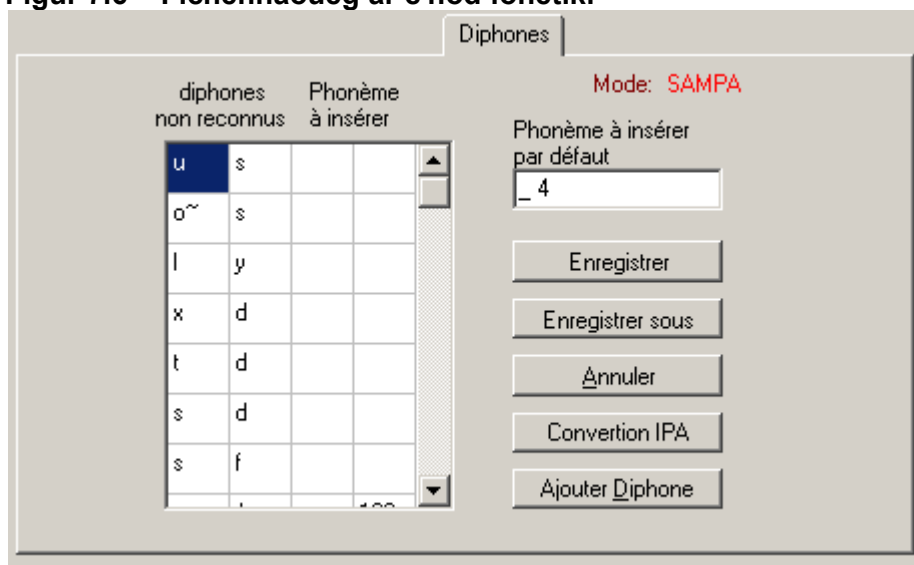 Diphones
Mode: SAMPA
diphones Phonème
non reconnus à insérer
Phonème à insérer
par défaut
_ 4
u s
o~ s
l y
x d
t d
s d
s f
Enregistrer
Enregistrer sous
Annuler
Convertion IPA
Ajouter Diphone